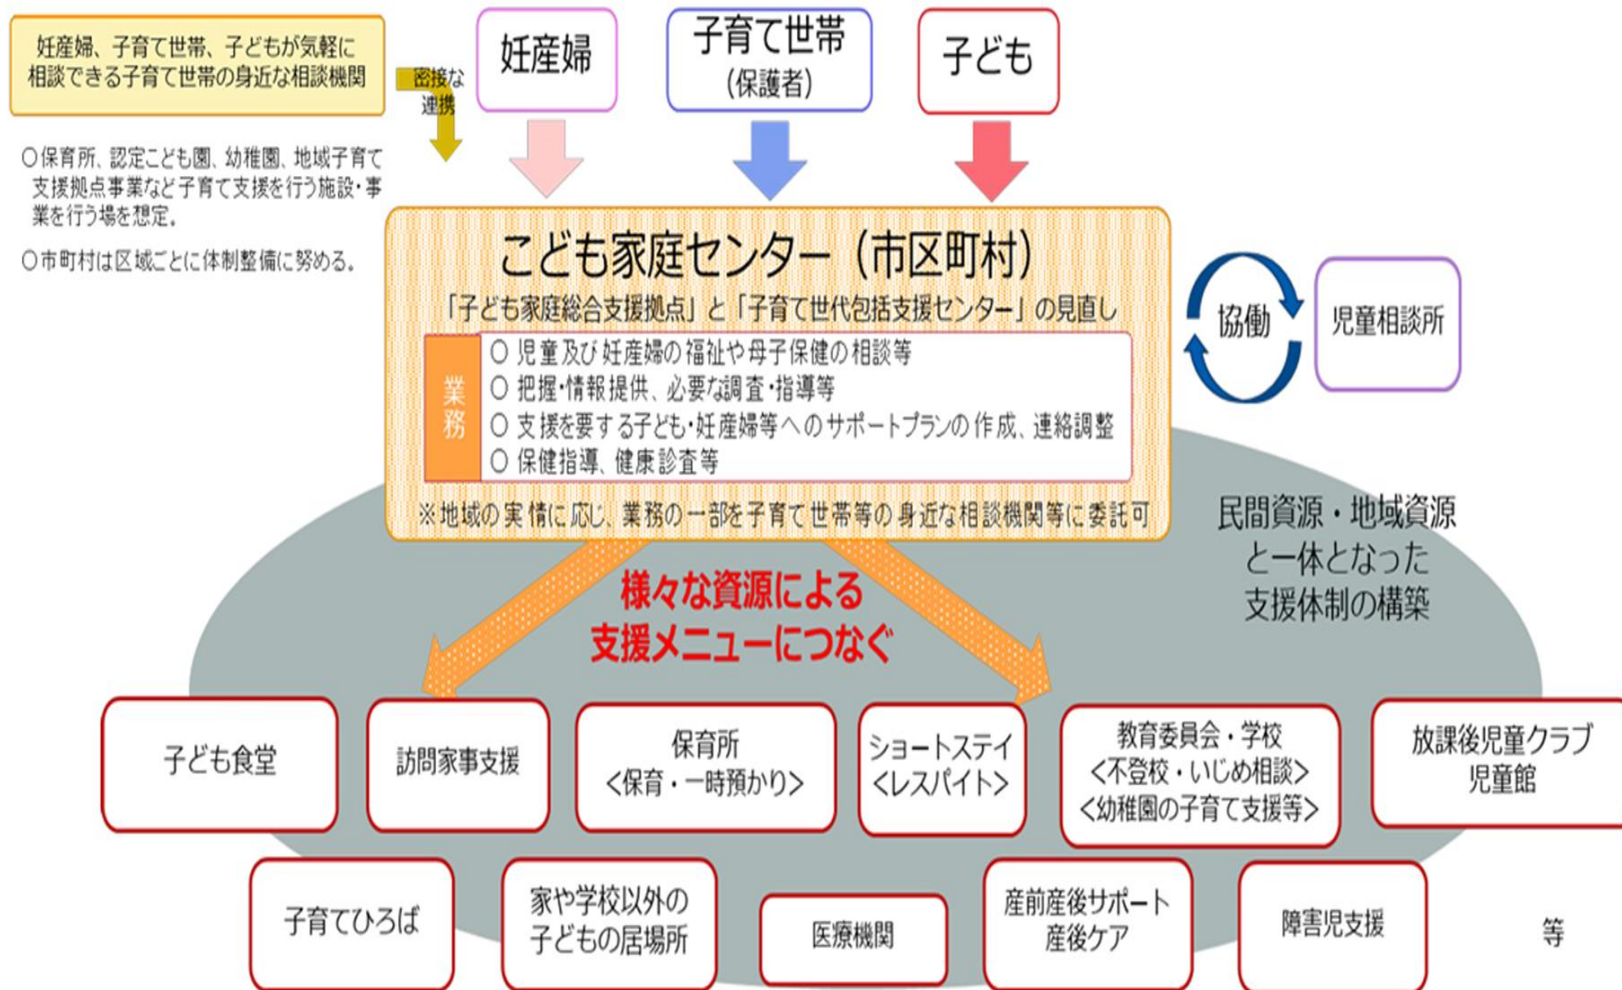 妊産婦、子育て世帯、子どもが気軽に
相談できる子育て世帯の身近な相談機関
密接な
連携
妊産婦
子育て世帯
(保護者)
子ども
○保育所、認定こども園、幼稚園、地域子育て
支援拠点事業など子育て支援を行う施設・事
業を行う場を想定。
○市町村は区域ごとに体制整備に努める。
こども家庭センター（市区町村）
「子ども家庭総合支援拠点」と「子育て世代包括支援センター」の見直し
業務
○ 児童及び妊産婦の福祉や母子保健の相談等
○ 把握・情報提供、必要な調査・指導等
○ 支援を要する子ども・妊産婦等へのサポートプランの作成、連絡調整
○ 保健指導、健康診査等
※地域の実情に応じ、業務の一部を子育て世帯等の身近な相談機関等に委託可
協働
児童相談所
民間資源・地域資源
と一体となった
支援体制の構築
様々な資源による
支援メニューにつなぐ
子ども食堂
訪問家事支援
保育所
<保育・一時預かり>
ショートステイ
<レスパイト>
教育委員会・学校
<不登校・いじめ相談>
<幼稚園の子育て支援等>
放課後児童クラブ
児童館
子育てひろば
家や学校以外の
子どもの居場所
医療機関
産前産後サポート
産後ケア
障害児支援
等